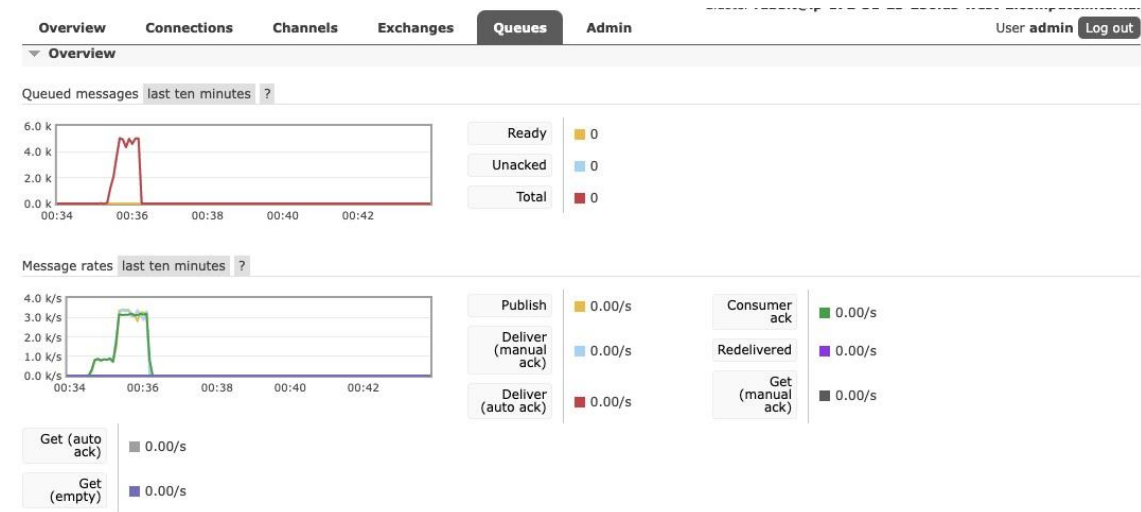 Overview Connections Channels Exchanges Queues Admin User admin Log out
Overview
Queued messages last ten minutes ?
6.0 k
4.0 k
2.0 k
0.0 k
00:34 00:36 00:38 00:40 00:42
Ready 0
Unacked 0
Total 0
Message rates last ten minutes ?
4.0 k/s
3.0 k/s
2.0 k/s
1.0 k/s
0.0 k/s
00:34 00:36 00:38 00:40 00:42
Publish 0.00/s
Deliver
(manual
ack) 0.00/s
Deliver
(auto ack) 0.00/s
Consumer
ack 0.00/s
Redelivered 0.00/s
Get
(manual
ack) 0.00/s
Get (auto
ack) 0.00/s
Get
(empty) 0.00/s